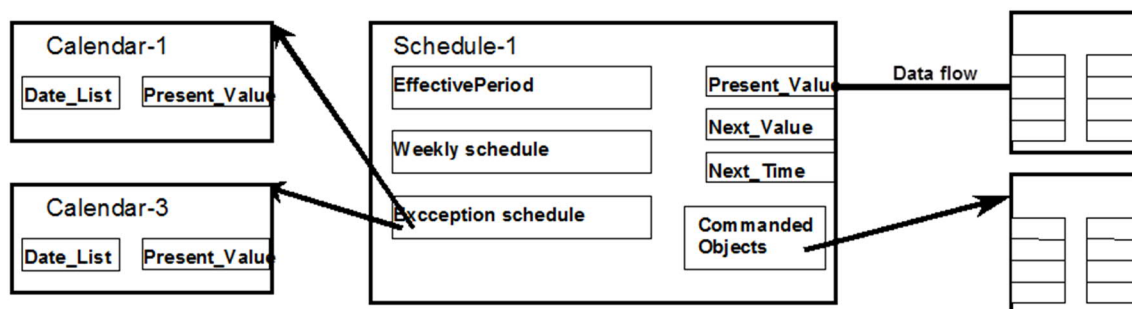 Calendar-1
Date_List
Present_Value
Calendar-3
Date_List
Present_Value
Schedule-1
EffectivePeriod
Weekly schedule
Excception schedule
Present_Value
Next_Value
Next_Time
Commanded
Objects
Data flow